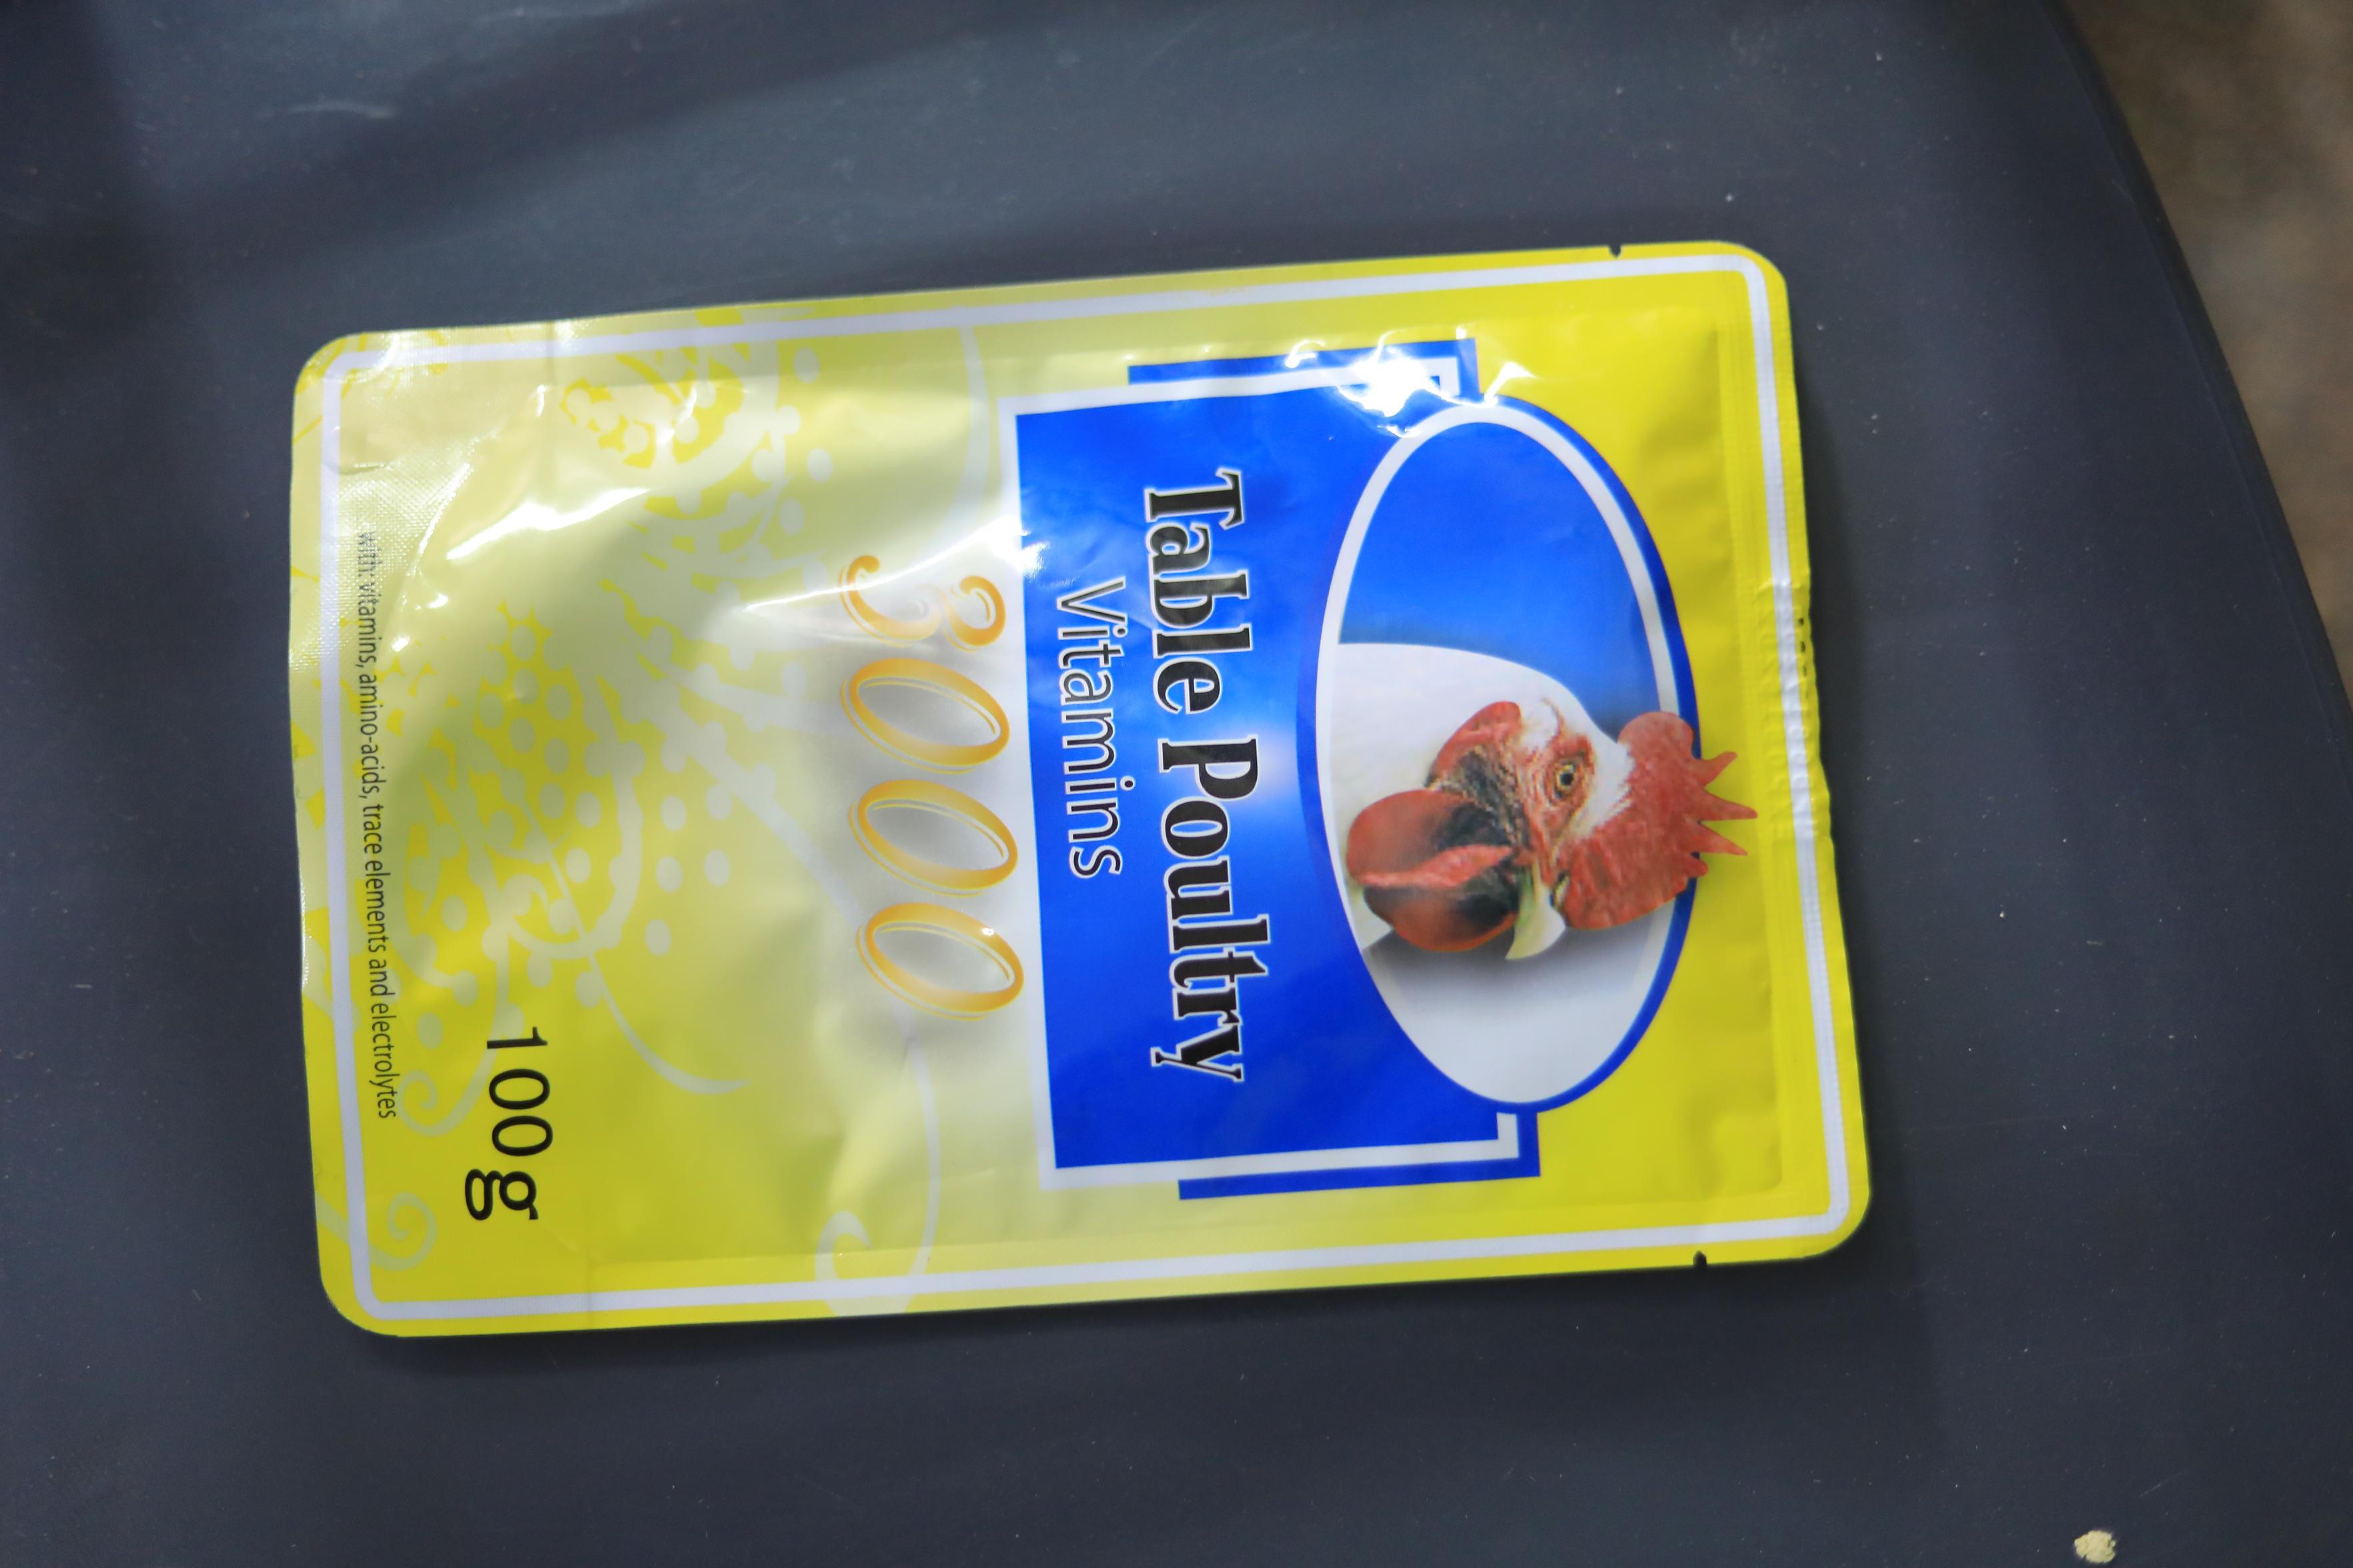 Table Poultry
Vitamins
3000
100g
with: vitamins, amino-acids, trace elements and electrolytes